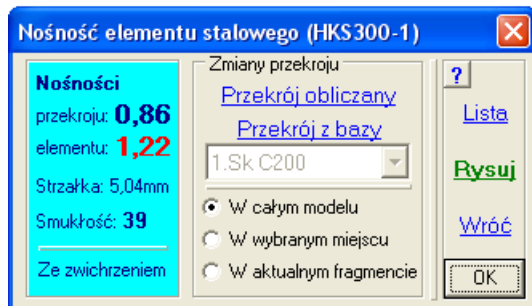 Nośność elementu stalowego (HKS300-1)
Nośności
przekroju: 0,86
elementu: 1,22
Strzałka: 5,04mm
Smukłość: 39
Ze zwichrzeniem
Zmiany przekroju
Przekrój obliczany
Przekrój z bazy
1.Sk C200
W całym modelu
W wybranym miejscu
W aktualnym fragmencie
?
Lista
Rysuj
Wróć
OK